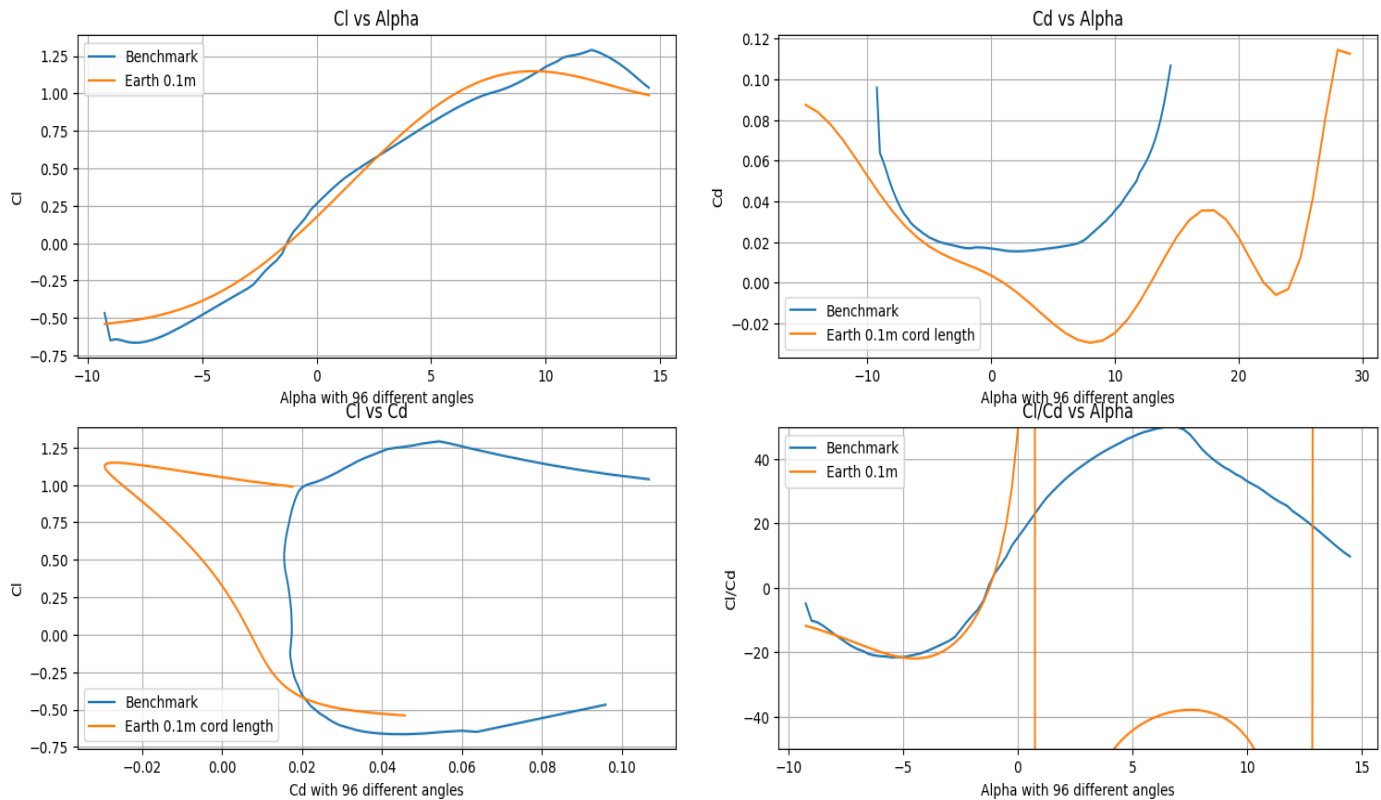 Cl vs Alpha
1.25
1.00
0.75
0.50
0.25
0.00
−0.25
−0.50
−0.75
Cl
Benchmark
Earth 0.1m
−10
−5
0
5
10
15
Alpha with 96 different angles
Cd vs Alpha
0.12
0.10
0.08
0.06
0.04
0.02
0.00
−0.02
Cd
Benchmark
Earth 0.1m cord length
−10
0
10
20
30
Alpha with 96 different angles
Cl vs Cd
1.25
1.00
0.75
0.50
0.25
0.00
−0.25
−0.50
−0.75
Cl
Benchmark
Earth 0.1m cord length
−0.02
0.00
0.02
0.04
0.06
0.08
0.10
Cd with 96 different angles
Cl/Cd vs Alpha
40
20
0
−20
−40
Cl/Cd
Benchmark
Earth 0.1m
−10
−5
0
5
10
15
Alpha with 96 different angles